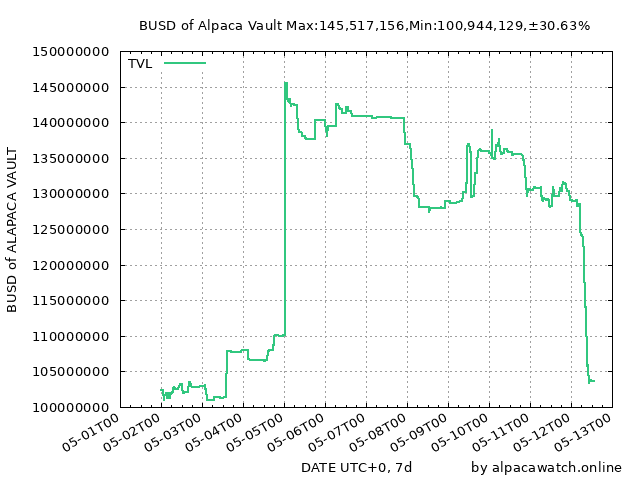 BUSD of Alpaca Vault Max:145,517,156,Min:100,944,129,±30.63%
TVL
150000000
145000000
140000000
135000000
130000000
125000000
120000000
115000000
110000000
105000000
100000000
BUSD of ALAPACA VAULT
05-01T00
05-02T00
05-03T00
05-04T00
05-05T00
05-06T00
05-07T00
05-08T00
05-09T00
05-10T00
05-11T00
05-12T00
05-13T00
DATE UTC+0, 7d
by alpacawatch.online